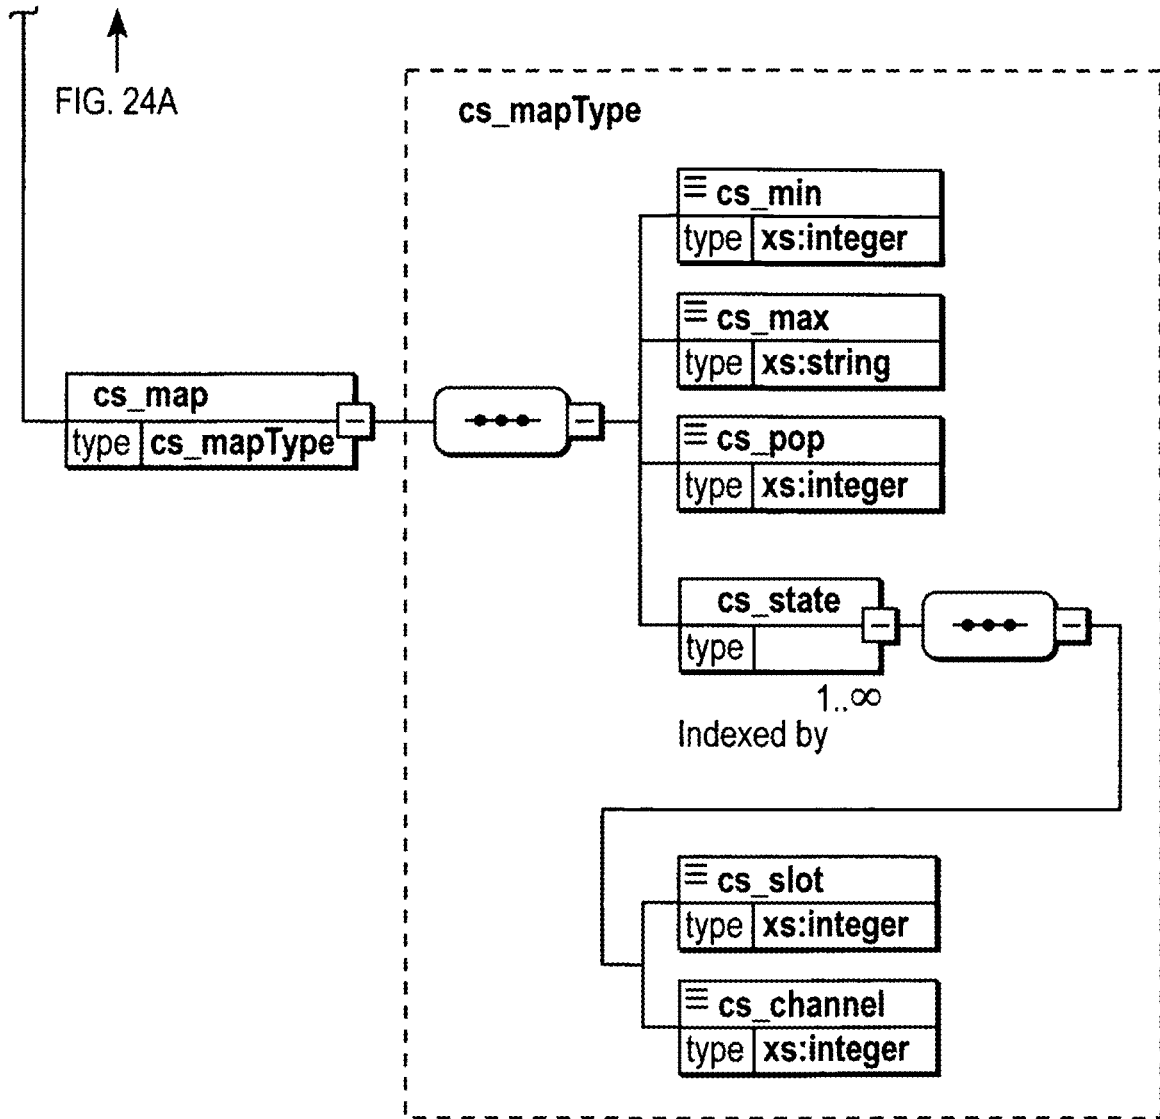 FIG. 24A
cs_mapType
cs_min
type xs:integer
cs_max
type xs:string
cs_map
type cs_mapType
cs_pop
type xs:integer
cs_state
type
1..∞
Indexed by
cs_slot
type xs:integer
cs_channel
type xs:integer